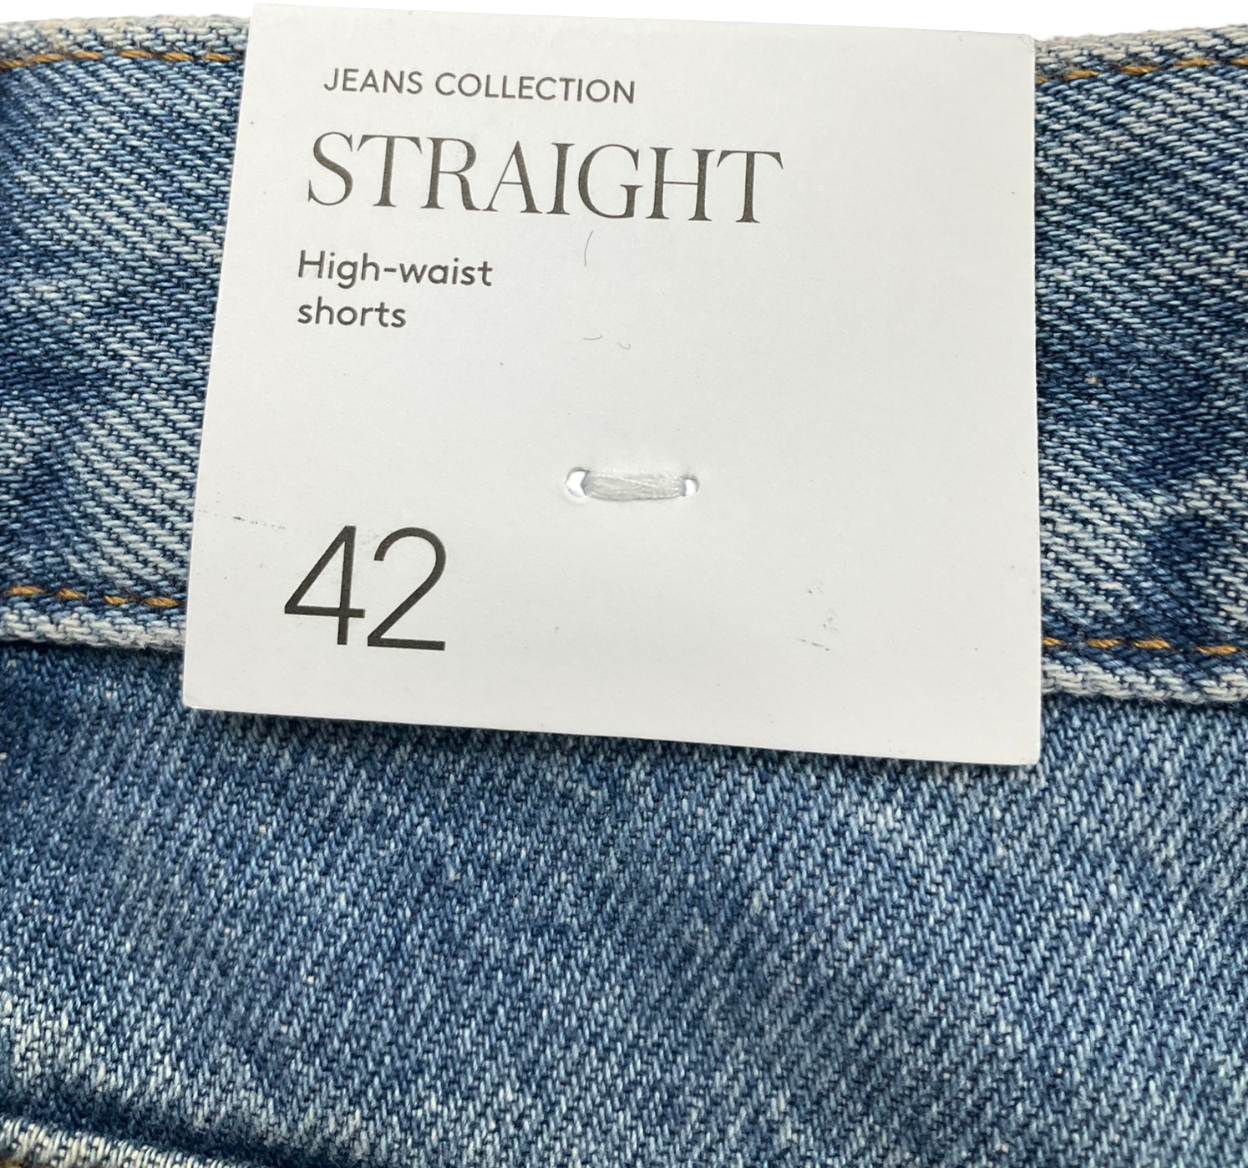 JEANS COLLECTION
STRAIGHT
High-waist
shorts
42